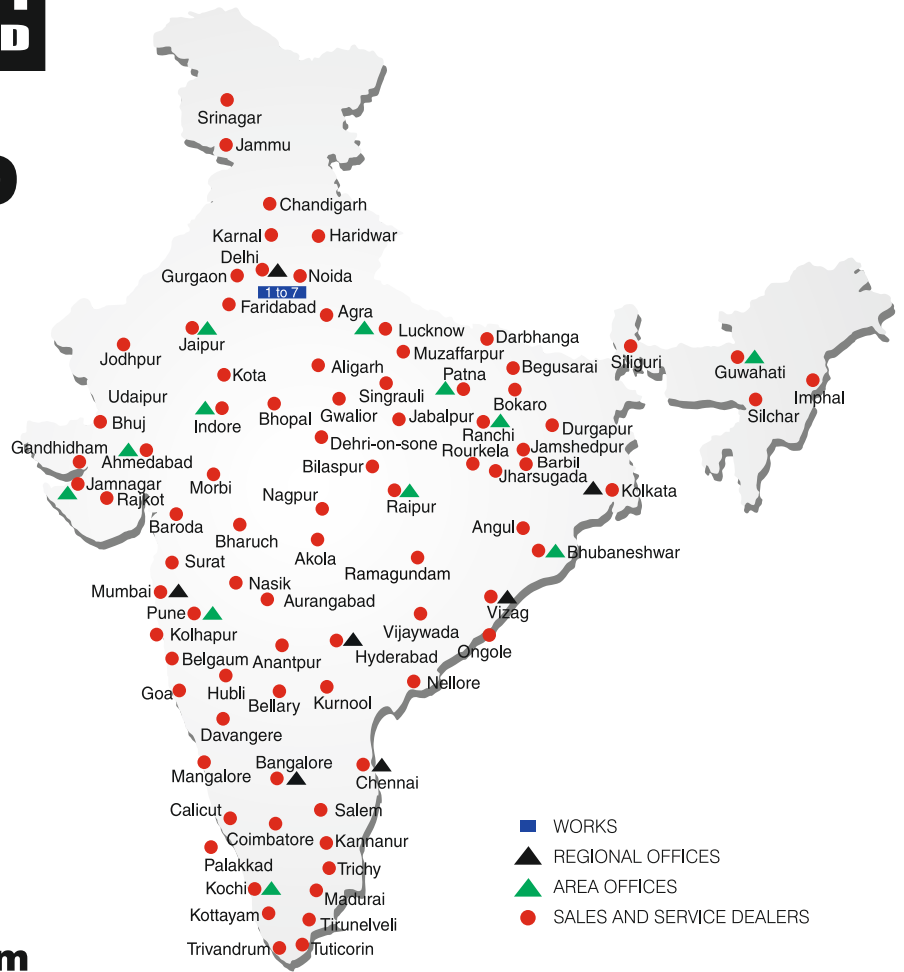 D
Srinagar
Jammu
Chandigarh
Karnal
Haridwar
Delhi
Gurgaon
Noida
1 to 7
Faridabad
Agra
Jaipur
Lucknow
Darbhanga
Jodhpur
Muzaffarpur
Siliguri
Aligarh
Begusarai
Guwahati
Kota
Patna
Singrauli
Imphal
Udaipur
Bokaro
Silchar
Bhuj
Indore
Bhopal
Gwalior
Jabalpur
Ranchi
Durgapur
Gandhidham
Dehri-on-sone
Rourkela
Jamshedpur
Ahmedabad
Bilaspur
Barbil
Jharsugada
Jamnagar
Morbi
Rajkot
Nagpur
Raipur
Kolkata
Baroda
Bharuch
Angul
Akola
Bhubaneshwar
Surat
Ramagundam
Nasik
Mumbai
Aurangabad
Pune
Vizag
Kolhapur
Vijaywada
Ongole
Belgaum
Anantpur
Hyderabad
Goa
Hubli
Bellary
Kurnool
Nellore
Davangere
Mangalore
Bangalore
Chennai
Calicut
Salem
Coimbatore
Kannanur
Palakkad
Trichy
Kochi
Madurai
Kottayam
Tirunelveli
Trivandrum
Tuticorin
WORKS
REGIONAL OFFICES
AREA OFFICES
SALES AND SERVICE DEALERS
m